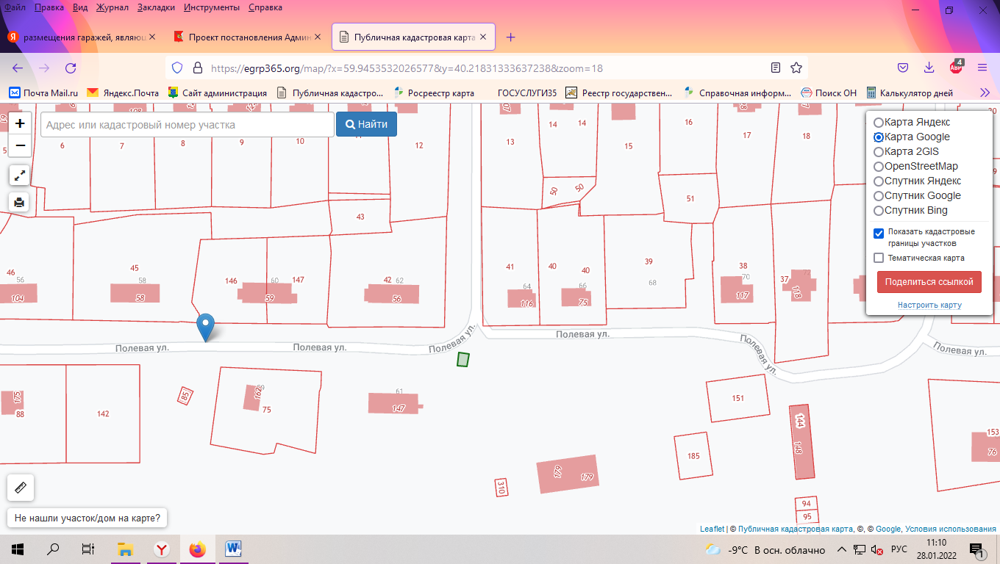 Файл Правка Вид Журнал Закладки Инструменты Справка
размещения гаражей, являющ
Проект постановления Админ
Публичная кадастровая карта
https://egrp365.org/map/?x=59.9453532026577&y=40.21831333637238&zoom=18
4
ABP
Почта Mail.ru
Яндекс.Почта
Сайт администрация
Публичная кадастро...
Росреестр карта
ГОСУСЛУГИ35
Реестр государствен...
Справочная информ...
Поиск ОН
Калькулятор дней
+
−
Адрес или кадастровый номер участка
Найти
Карта Яндекс
Карта Google
Карта 2GIS
OpenStreetMap
Спутник Яндекс
Спутник Google
Спутник Bing
Показать кадастровые
границы участков
Тематическая карта
Поделиться ссылкой
Настроить карту
5
6
7
8
9
10
12
13
14
14
15
16
17
18
50
50
51
43
46
56
104
45
58
58
146
60
147
59
42
62
56
41
64
116
40
40
66
75
39
68
38
70
117
37
72
118
Полевая ул.
Полевая ул.
Полевая ул.
Полевая ул.
Полевая ул.
Полевая ул.
175
88
142
85
59
162
75
61
147
151
144
148
185
153
76
179
179
310
94
95
Не нашли участок/дом на карте?
Leaflet | © Публичная кадастровая карта, ©, © Google, Условия использования
-9°C В осн. облачно
РУС
11:10
28.01.2022
1